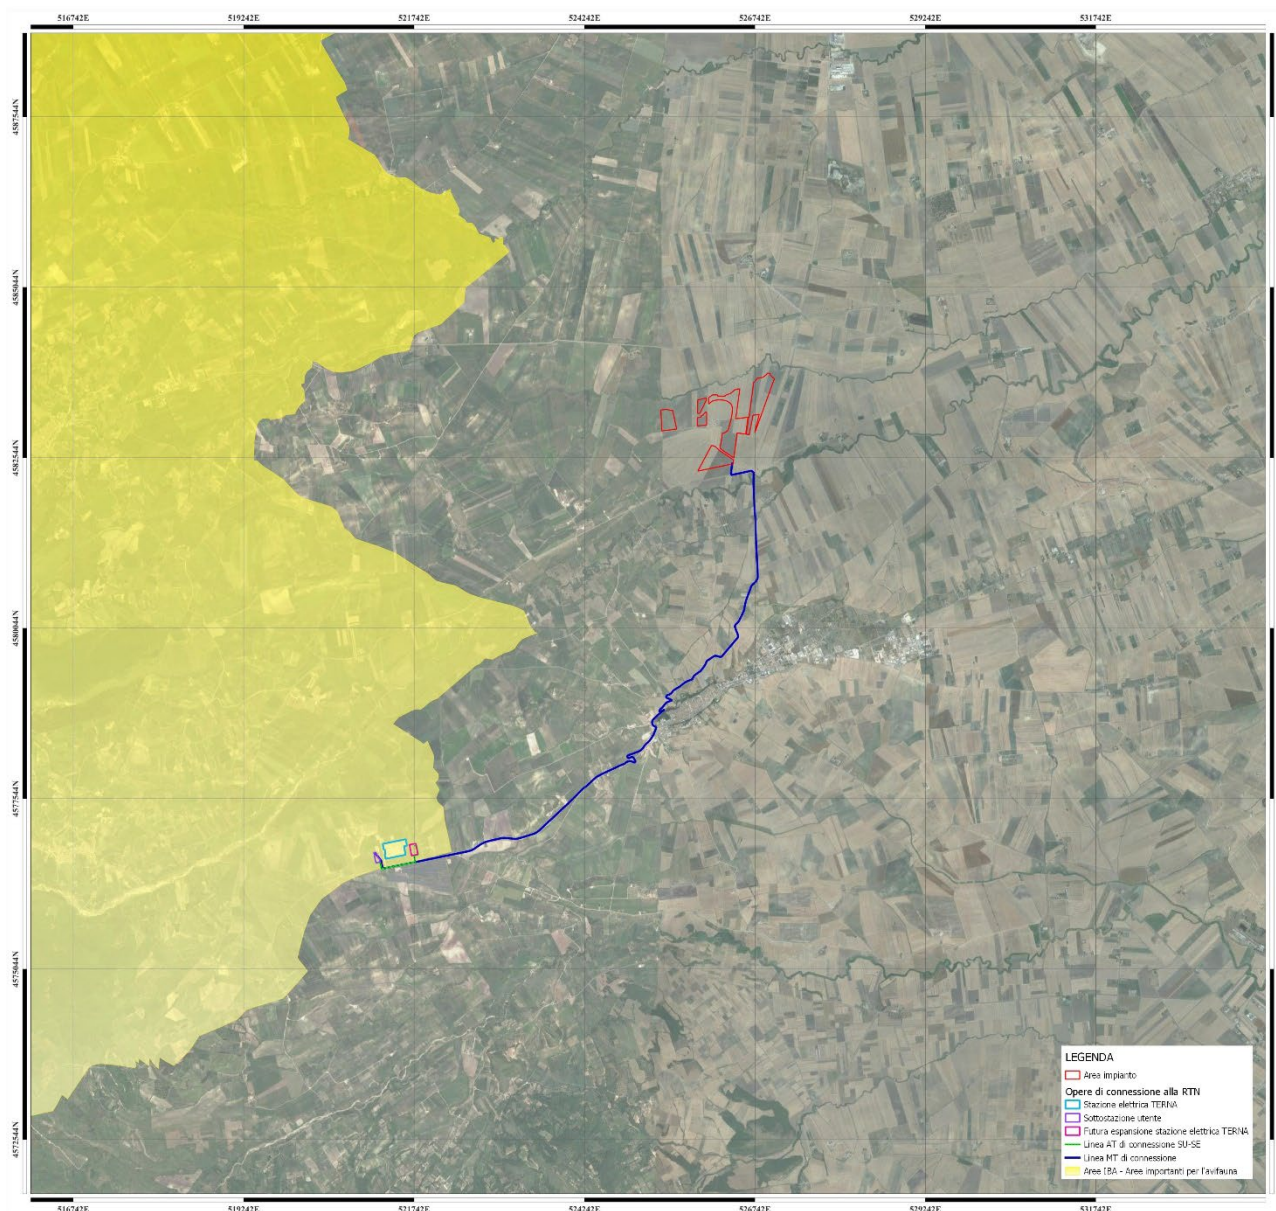 516742E 519242E 521742E 524242E 526742E 529242E 531742E
4587544N
4585044N
4582544N
4580044N
4577544N
4575044N
4572544N
LEGENDA
Area impianto
Opere di connessione alla RTN
Stazione elettrica TERNA
Sottostazione utente
Futura espansione stazione elettrica TERNA
Linea AT di connessione SU-SE
Linea MT di connessione
Aree IBA - Aree importanti per l'avifauna
516742E 519242E 521742E 524242E 526742E 529242E 531742E